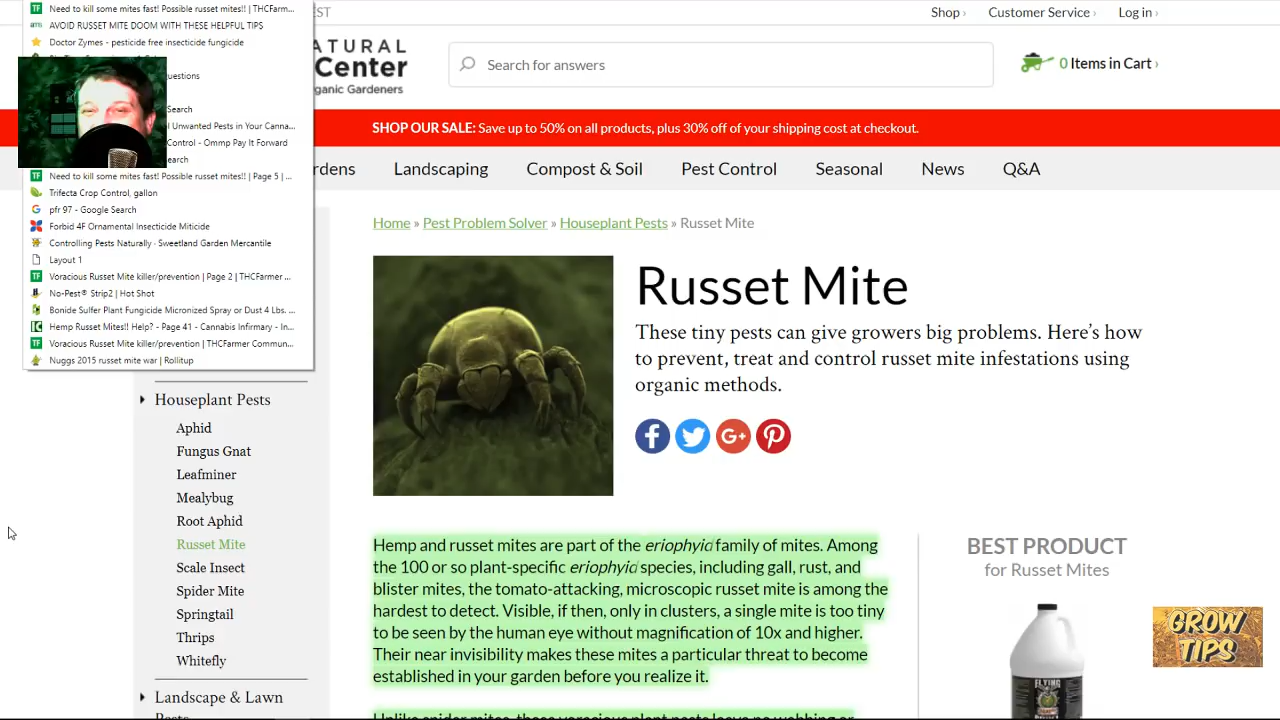 Need to kill some mites fast! Possible russet mites!! | THCFarm...
AVOID RUSSET MITE DOOM WITH THESE HELPFUL TIPS
Doctor Zymes - pesticide free insecticide fungicide
uestions
Search
l Unwanted Pests in Your Canna...
Control - Ommp Pay It Forward
earch
Need to kill some mites fast! Possible russet mites!! | Page 5 | ...
Trifecta Crop Control, gallon
pfr 97 - Google Search
Forbid 4F Ornamental Insecticide Miticide
Controlling Pests Naturally · Sweetland Garden Mercantile
Layout 1
Voracious Russet Mite killer/prevention | Page 2 | THCFarmer ...
No-Pest® Strip2 | Hot Shot
Bonide Sulfer Plant Fungicide Micronized Spray or Dust 4 Lbs. ...
Hemp Russet Mites!! Help? - Page 41 - Cannabis Infirmary - In...
Voracious Russet Mite killer/prevention | THCFarmer Commun...
Nuggs 2015 russet mite war | Rollitup
EST
Shop ›
Customer Service ›
Log in ›
ATURAL
Center
rganic Gardeners
Search for answers
0 Items in Cart ›
SHOP OUR SALE: Save up to 50% on all products, plus 30% off of your shipping cost at checkout.
rdens
Landscaping
Compost & Soil
Pest Control
Seasonal
News
Q&A
Home » Pest Problem Solver » Houseplant Pests » Russet Mite
Russet Mite
These tiny pests can give growers big problems. Here's how
to prevent, treat and control russet mite infestations using
organic methods.
Houseplant Pests
Aphid
Fungus Gnat
Leafminer
Mealybug
Root Aphid
Russet Mite
Scale Insect
Spider Mite
Springtail
Thrips
Whitefly
Landscape & Lawn
Pests
Hemp and russet mites are part of the eriophyid family of mites. Among
the 100 or so plant-specific eriophyid species, including gall, rust, and
blister mites, the tomato-attacking, microscopic russet mite is among the
hardest to detect. Visible, if then, only in clusters, a single mite is too tiny
to be seen by the human eye without magnification of 10x and higher.
Their near invisibility makes these mites a particular threat to become
established in your garden before you realize it.
Unlike spider mites, these voracious plant pests leave no webbing or
BEST PRODUCT
for Russet Mites
FLYING
GROW
TIPS